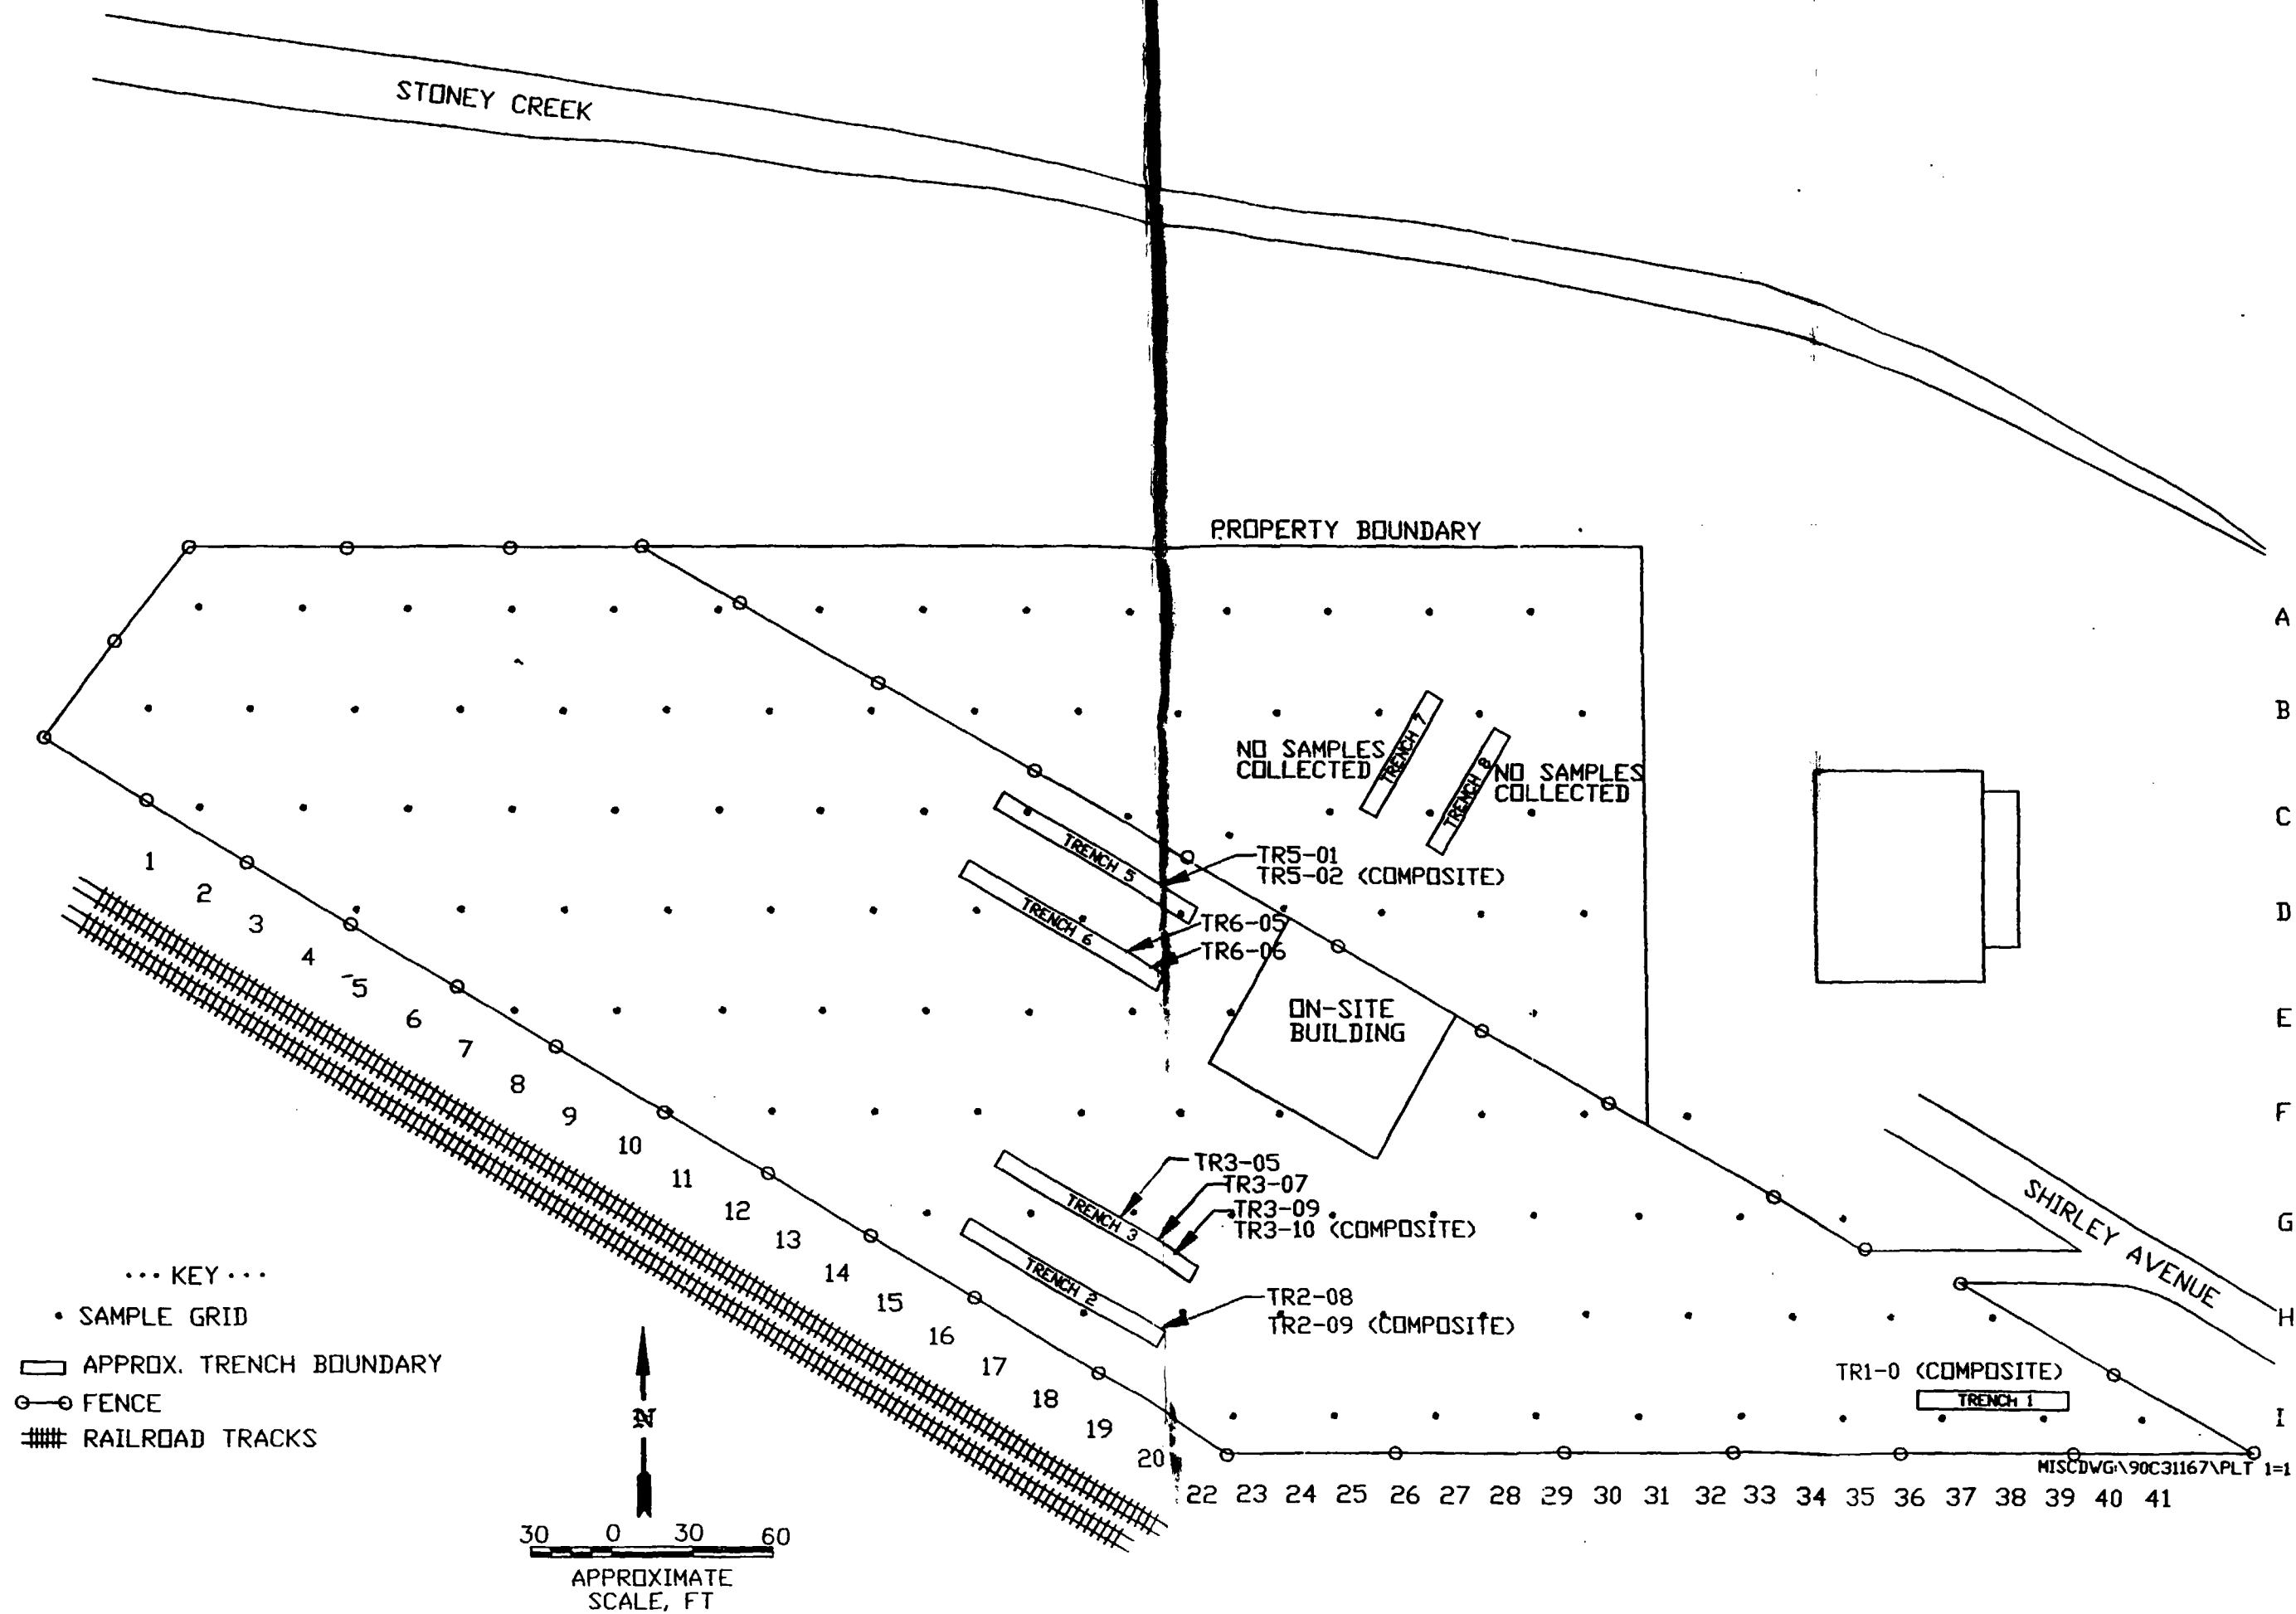 STONEY CREEK
PROPERTY BOUNDARY
A
B
NO SAMPLES
COLLECTED
TRENCH 7
TRENCH 8
NO SAMPLES
COLLECTED
C
TRENCH 5
TR5-01
TR5-02 (COMPOSITE)
D
TRENCH 6
TR6-05
TR6-06
ON-SITE
BUILDING
E
F
1
2
3
4
5
6
7
8
9
10
11
12
13
14
15
16
17
18
19
20
TR3-05
TR3-07
TR3-09
TR3-10 (COMPOSITE)
TRENCH 3
SHIRLEY AVENUE
G
TRENCH 2
TR2-08
TR2-09 (COMPOSITE)
H
TR1-0 (COMPOSITE)
TRENCH 1
I
MISCDWG\90C31167\PLT 1=1
22 23 24 25 26 27 28 29 30 31 32 33 34 35 36 37 38 39 40 41
··· KEY ···
SAMPLE GRID
APPROX. TRENCH BOUNDARY
FENCE
RAILROAD TRACKS
N
30 0 30 60
APPROXIMATE
SCALE, FT